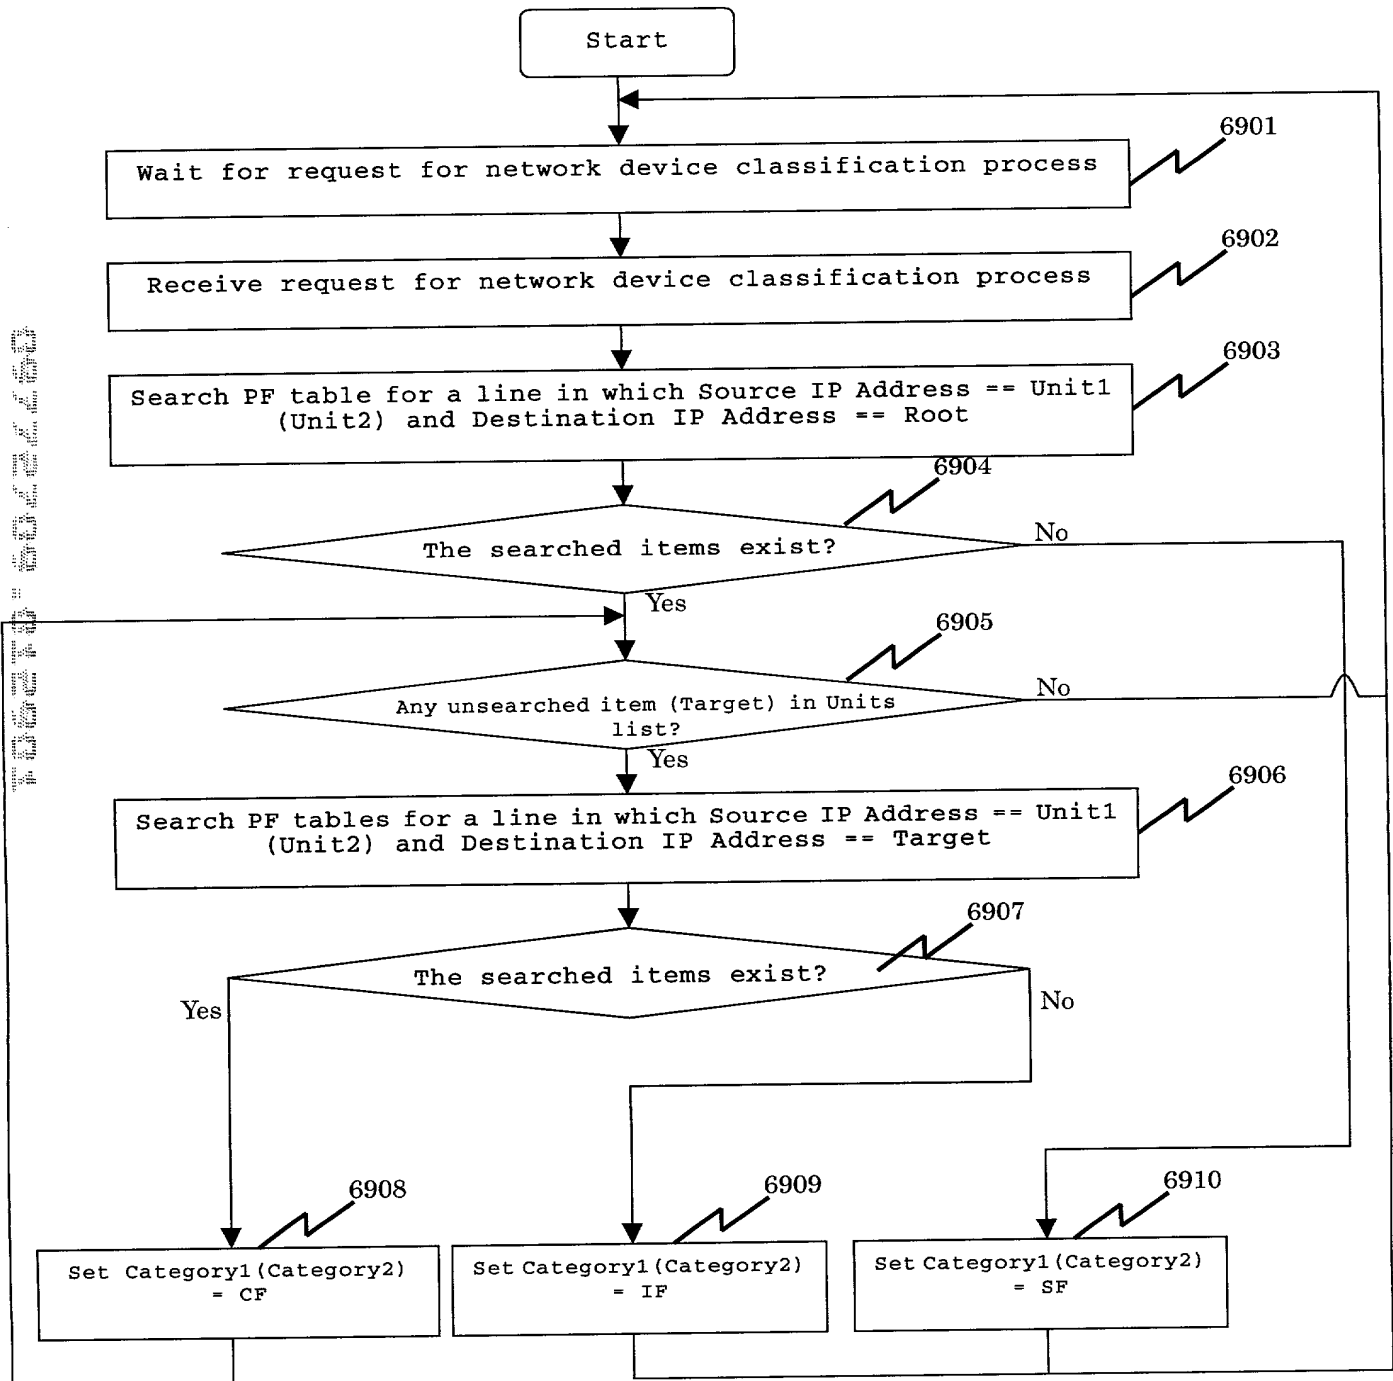 Start
6901
Wait for request for network device classification process
6902
Receive request for network device classification process
6903
Search PF table for a line in which Source IP Address == Unit1
(Unit2) and Destination IP Address == Root
6904
The searched items exist?
No
Yes
6905
Any unsearched item (Target) in Units
list?
No
Yes
6906
Search PF tables for a line in which Source IP Address == Unit1
(Unit2) and Destination IP Address == Target
6907
The searched items exist?
Yes
No
6908
6909
6910
Set Category1(Category2)
= CF
Set Category1(Category2)
= IF
Set Category1(Category2)
= SF